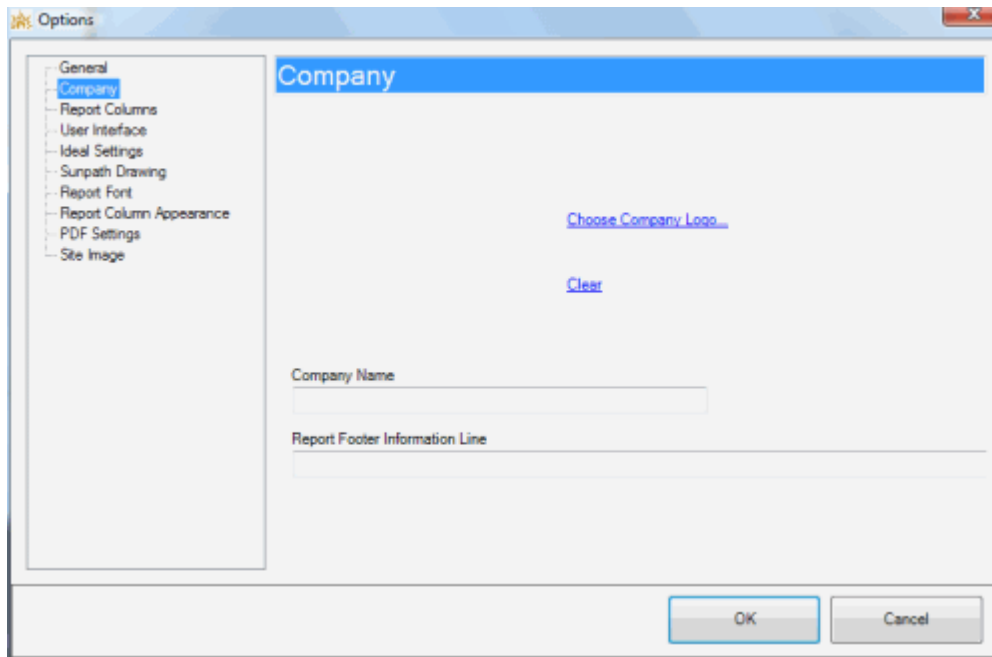 Options
General
Company
Report Columns
User Interface
Ideal Settings
Sunpath Drawing
Report Font
Report Column Appearance
PDF Settings
Site Image
Company
Choose Company Logo...
Clear
Company Name
Report Footer Information Line
OK
Cancel